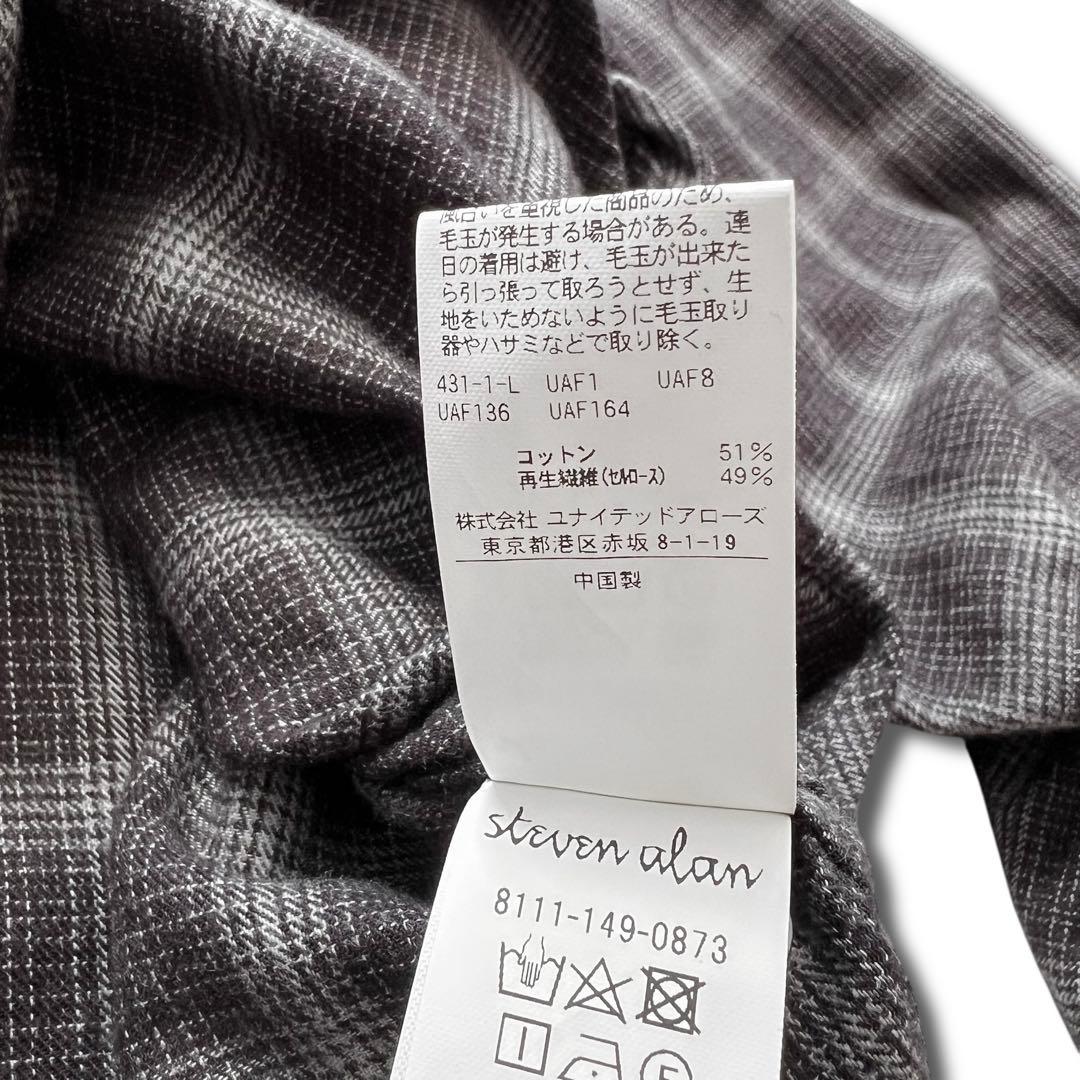 風合いを重視した商品のため、
毛玉が発生する場合がある。連
日の着用は避け、毛玉が出来た
ら引っ張って取ろうとせず、生
地をいためないように毛玉取り
器やハサミなどで取り除く。
431-1-L UAF1 UAF8
UAF136 UAF164
コットン 51%
再生繊維(セルロース) 49%
株式会社 ユナイテッドアローズ
東京都港区赤坂 8-1-19
中国製
steven alan
8111-149-0873